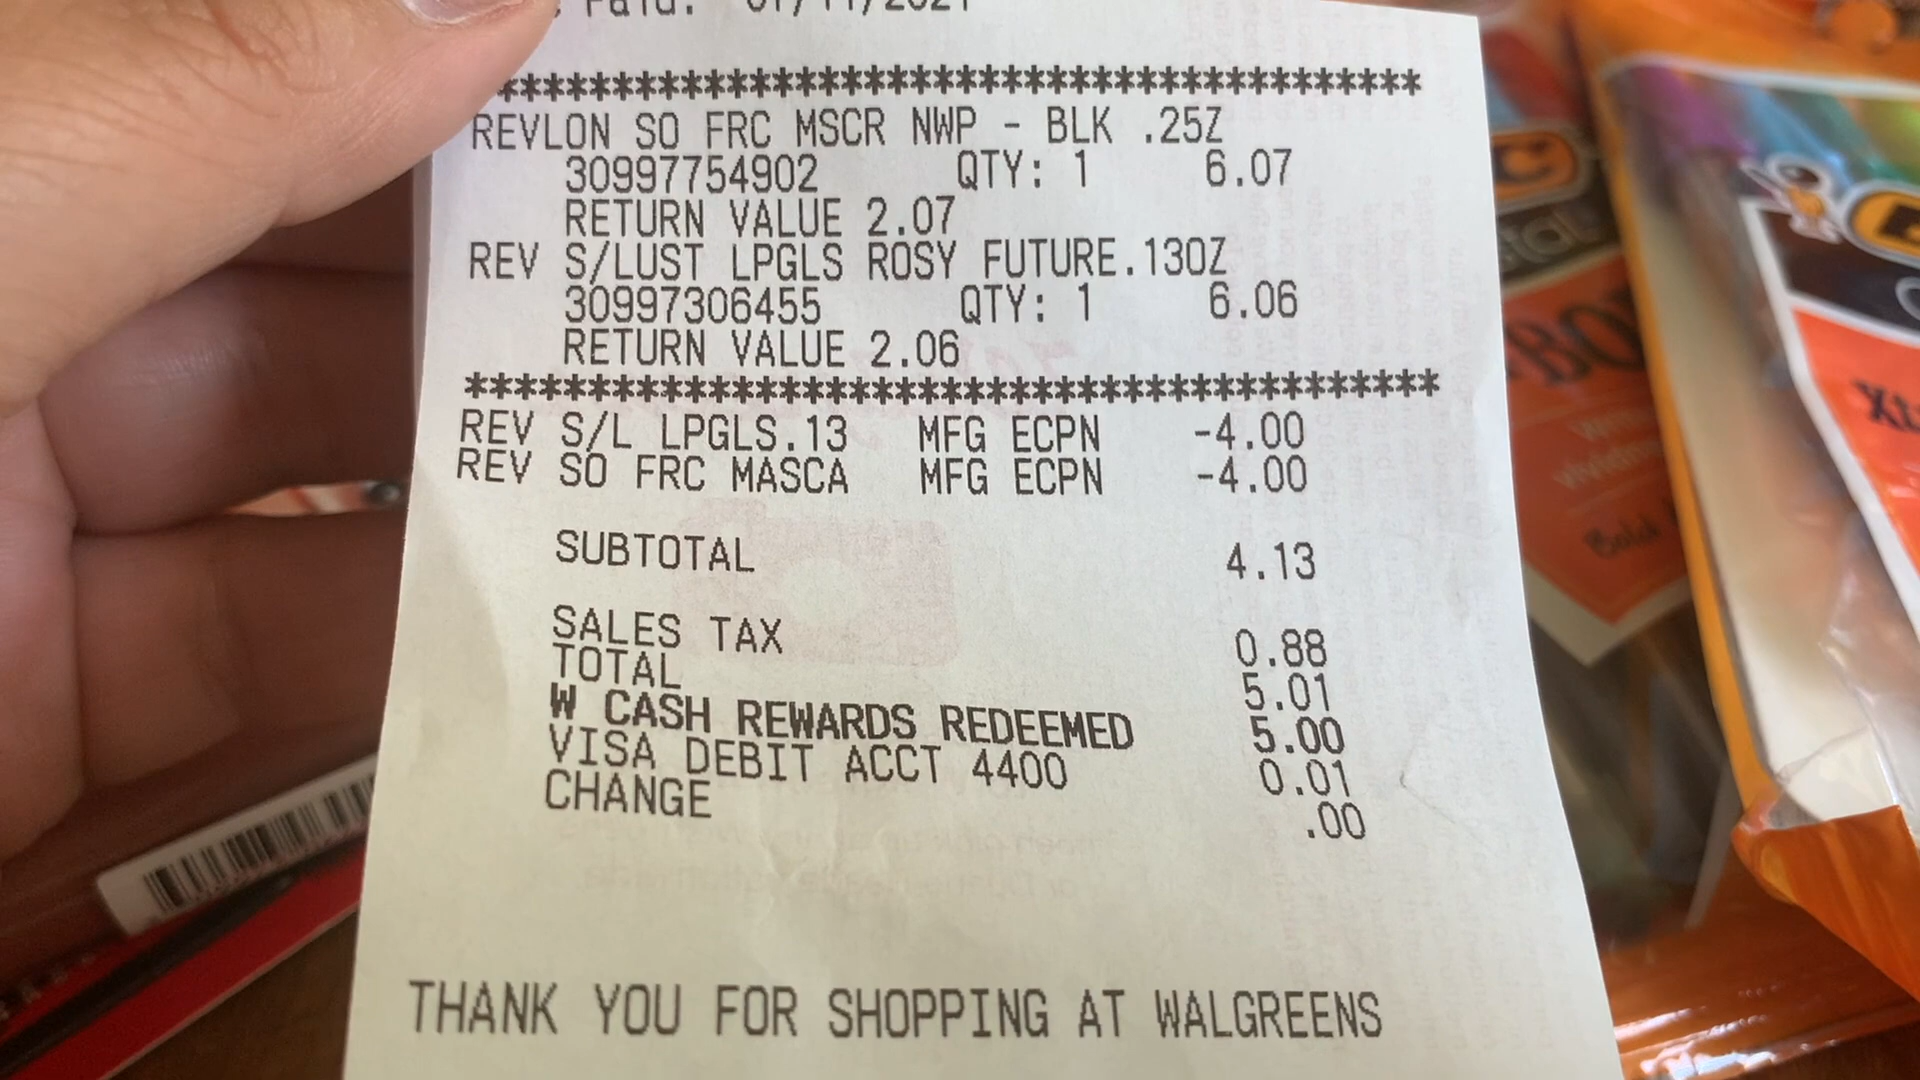 Paid:
****************************************
REVLON SO FRC MSCR NWP - BLK .25Z
30997754902 QTY: 1 6.07
RETURN VALUE 2.07
REV S/LUST LPGLS ROSY FUTURE.13OZ
30997306455 QTY: 1 6.06
RETURN VALUE 2.06
******************************************
REV S/L LPGLS.13 MFG ECPN -4.00
REV SO FRC MASCA MFG ECPN -4.00
SUBTOTAL 4.13
SALES TAX 0.88
TOTAL 5.01
W CASH REWARDS REDEEMED 5.00
VISA DEBIT ACCT 4400 0.01
CHANGE .00
THANK YOU FOR SHOPPING AT WALGREENS